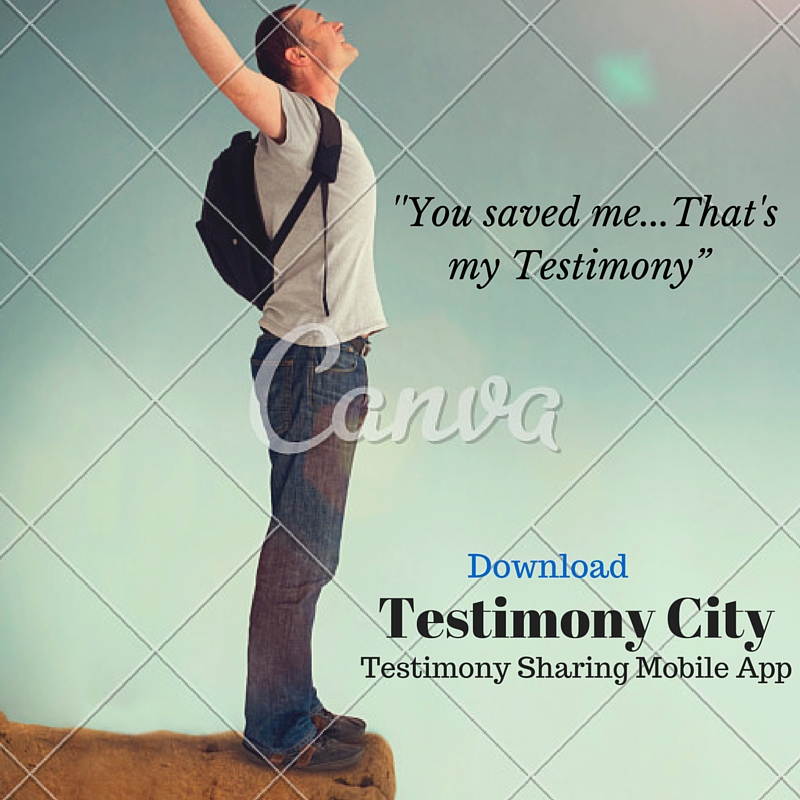 "You saved me...That's
my Testimony”
Canva
Download
Testimony City
Testimony Sharing Mobile App